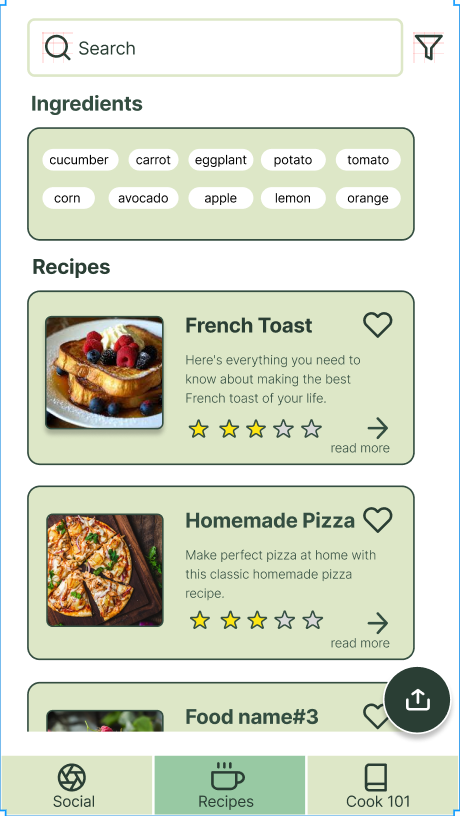 Search
Ingredients
cucumber carrot eggplant potato tomato
corn avocado apple lemon orange
Recipes
French Toast
Here's everything you need to
know about making the best
French toast of your life.
read more
Homemade Pizza
Make perfect pizza at home with
this classic homemade pizza
recipe.
read more
Food name#3
Social Recipes Cook 101